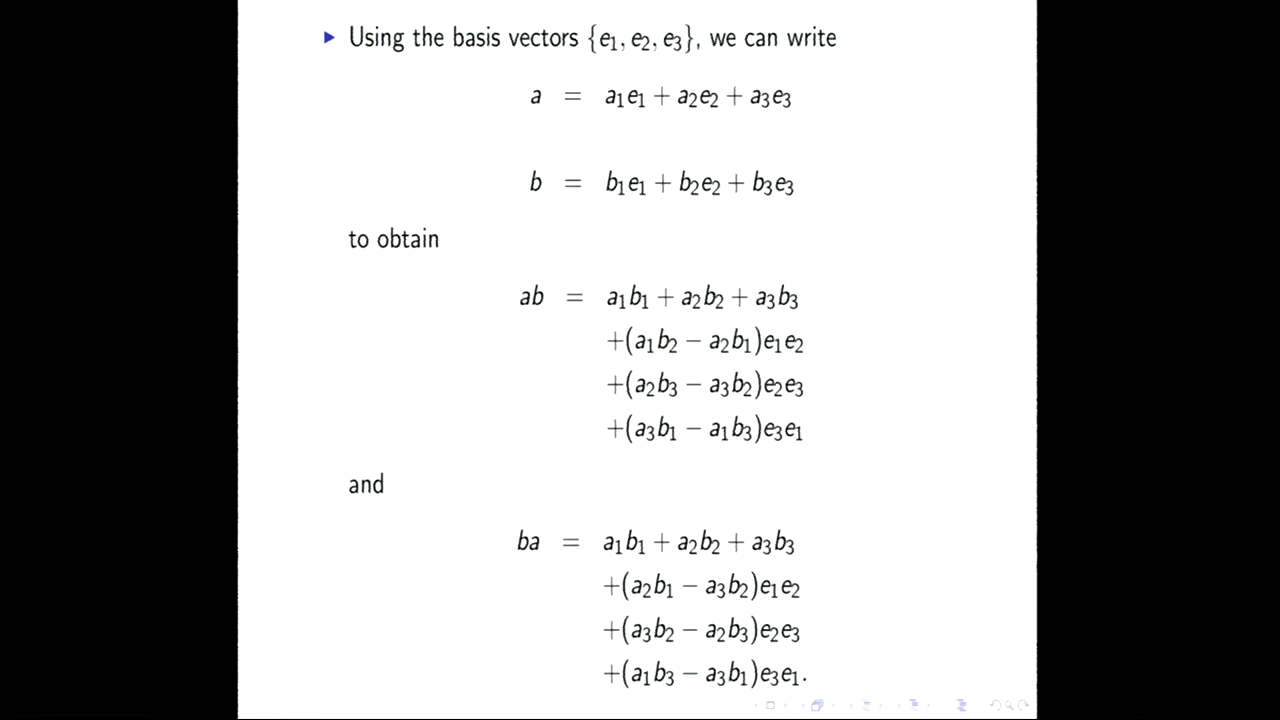 ▶ Using the basis vectors {e₁, e₂, e₃}, we can write
a = a₁e₁ + a₂e₂ + a₃e₃
b = b₁e₁ + b₂e₂ + b₃e₃
to obtain
ab = a₁b₁ + a₂b₂ + a₃b₃
+(a₁b₂ − a₂b₁)e₁e₂
+(a₂b₃ − a₃b₂)e₂e₃
+(a₃b₁ − a₁b₃)e₃e₁
and
ba = a₁b₁ + a₂b₂ + a₃b₃
+(a₂b₁ − a₃b₂)e₁e₂
+(a₃b₂ − a₂b₃)e₂e₃
+(a₁b₃ − a₃b₁)e₃e₁.